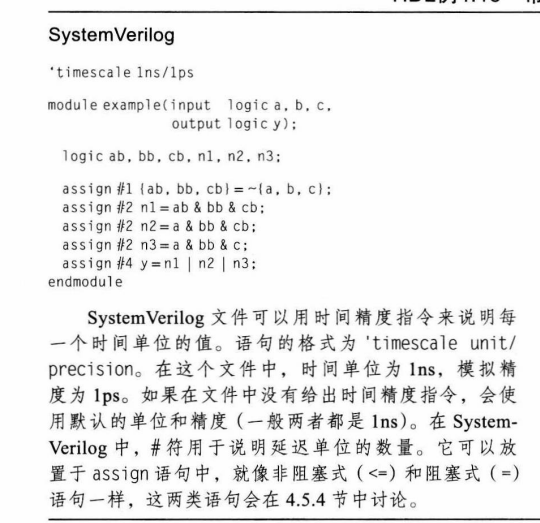 SystemVerilog
'timescale 1ns/1ps
module example(input logic a, b, c,
output logic y);
logic ab, bb, cb, n1, n2, n3;
assign #1 {ab, bb, cb} = ~{a, b, c};
assign #2 n1 = ab & bb & cb;
assign #2 n2 = a & bb & cb;
assign #2 n3 = a & bb & c;
assign #4 y = n1 | n2 | n3;
endmodule
SystemVerilog 文件可以用时间精度指令来说明每
一个时间单位的值。语句的格式为 'timescale unit/
precision。在这个文件中，时间单位为 1ns，模拟精
度为 1ps。如果在文件中没有给出时间精度指令，会使
用默认的单位和精度（一般两者都是 1ns）。在 System-
Verilog 中，# 符用于说明延迟单位的数量。它可以放
置于 assign 语句中，就像非阻塞式（<=）和阻塞式（=）
语句一样，这两类语句会在 4.5.4 节中讨论。